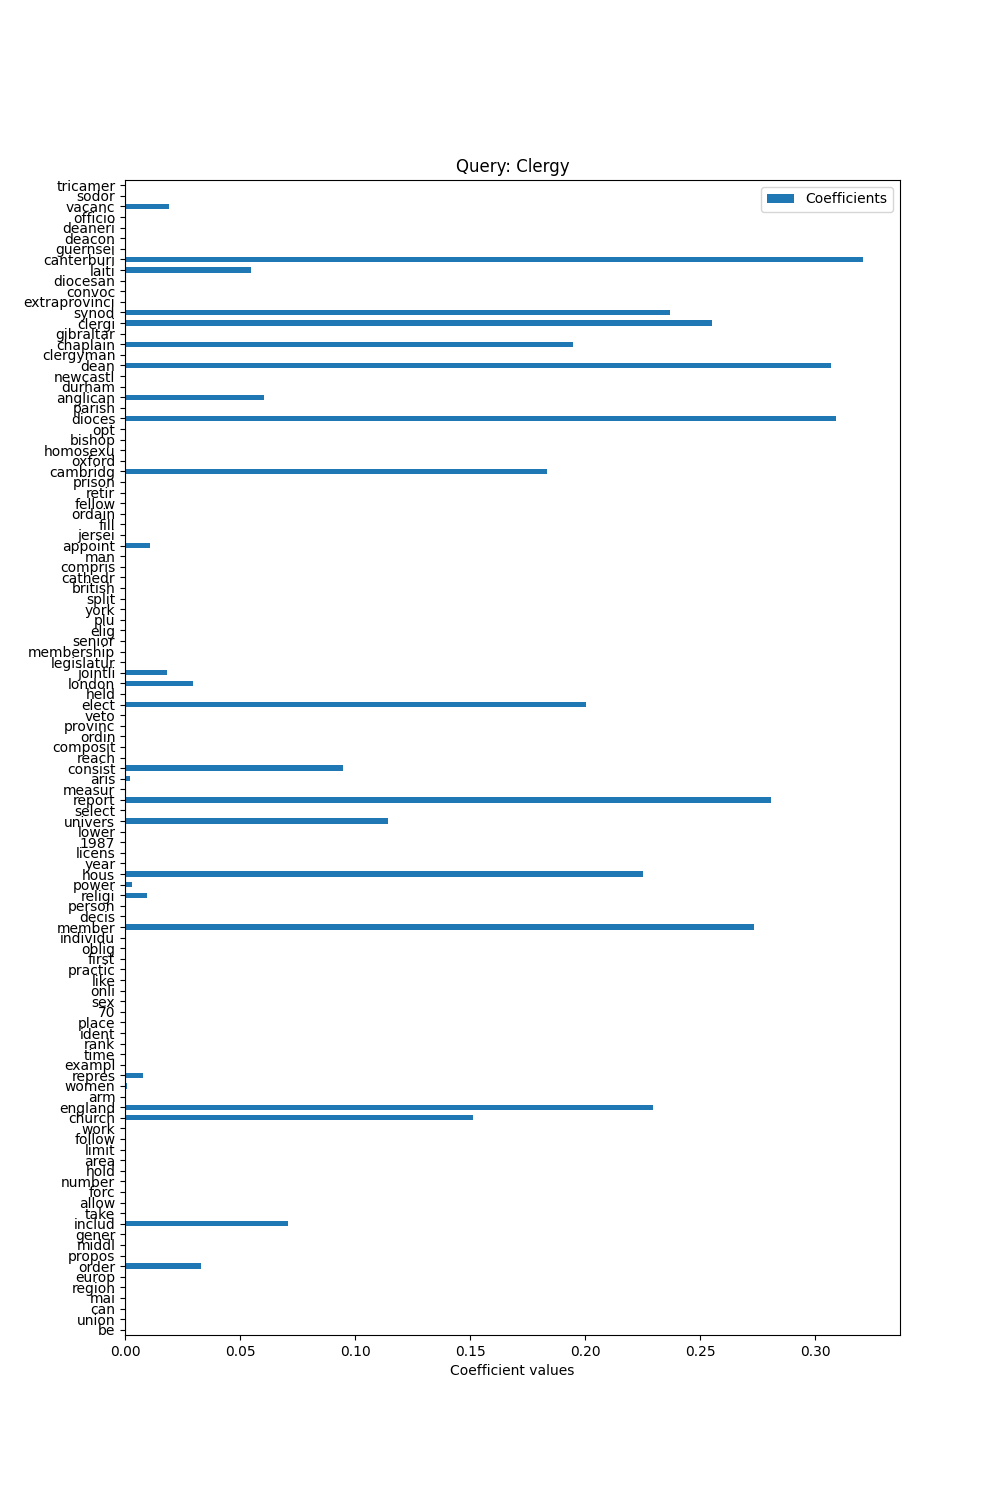 Query: Clergy
Coefficients
tricamer
sodor
vacanc
officio
deaneri
deacon
guernsei
canterburi
laiti
diocesan
convoc
extraprovinci
synod
clergi
gibraltar
chaplain
clergyman
dean
newcastl
durham
anglican
parish
dioces
opt
bishop
homosexu
oxford
cambridg
prison
retir
fellow
ordain
fill
jersei
appoint
man
compris
cathedr
british
split
york
plu
elig
senior
membership
legislatur
jointli
london
held
elect
veto
provinc
ordin
composit
reach
consist
aris
measur
report
select
univers
lower
1987
licens
year
hous
power
religi
person
decis
member
individu
oblig
first
practic
like
onli
sex
70
place
ident
rank
time
exampl
repres
women
arm
england
church
work
follow
limit
area
hold
number
forc
allow
take
includ
gener
middl
propos
order
europ
region
mai
can
union
be
0.00 0.05 0.10 0.15 0.20 0.25 0.30
Coefficient values